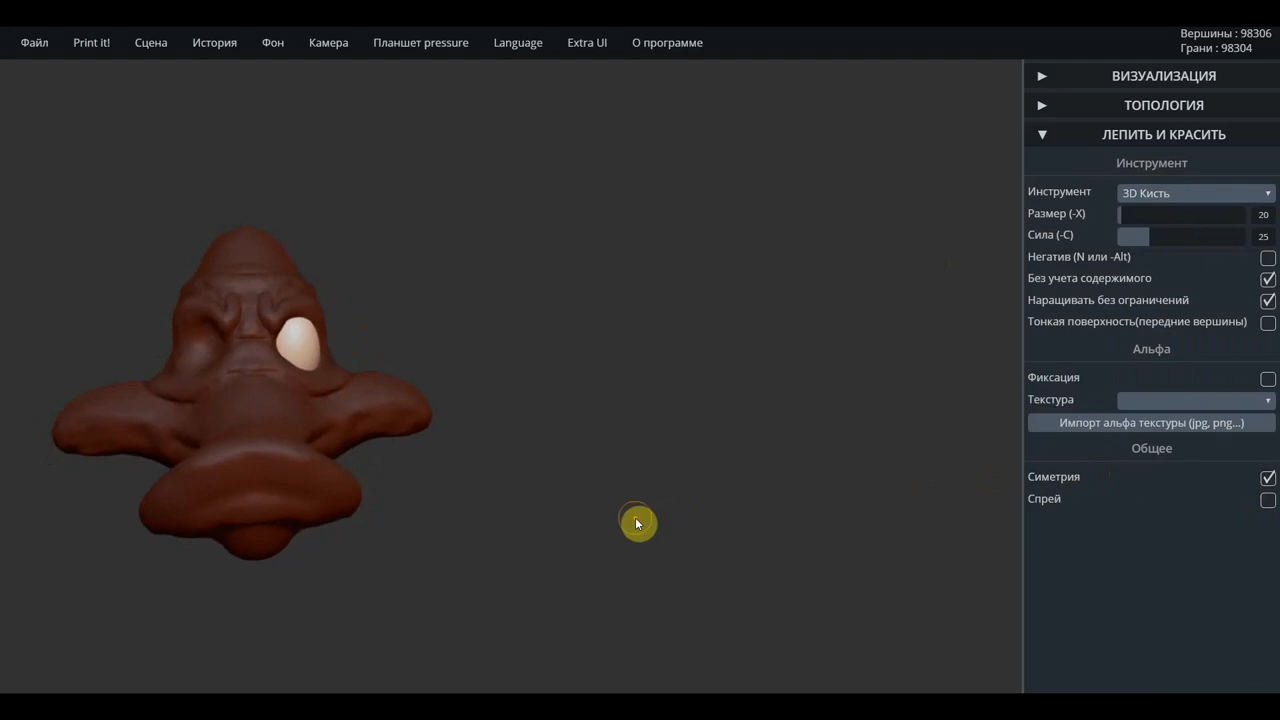 Файл Print it! Сцена История Фон Камера Планшет pressure Language Extra UI О программе
Вершины : 98306
Грани : 98304
ВИЗУАЛИЗАЦИЯ
ТОПОЛОГИЯ
ЛЕПИТЬ И КРАСИТЬ
Инструмент
Инструмент 3D Кисть
Размер (-X) 20
Сила (-C) 25
Негатив (N или -Alt)
Без учета содержимого
Наращивать без ограничений
Тонкая поверхность(передние вершины)
Альфа
Фиксация
Текстура
Импорт альфа текстуры (jpg, png...)
Общее
Симетрия
Спрей